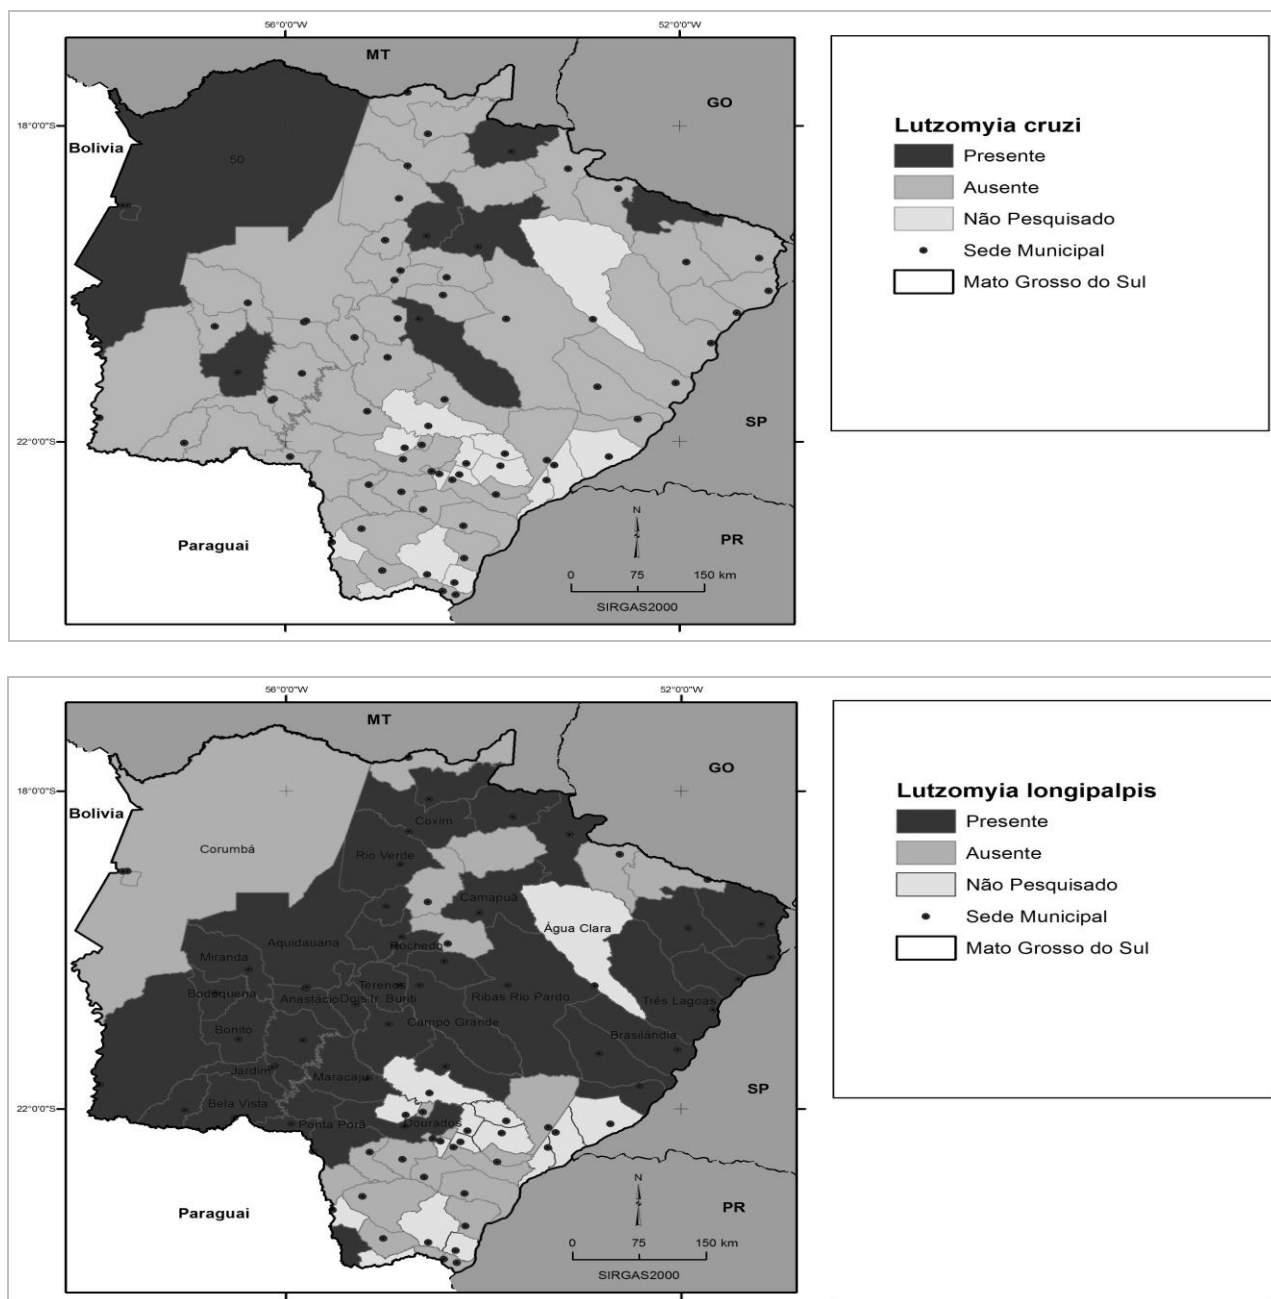 56°0'0"W
52°0'0"W
MT
GO
18°0'0"S
Bolivia
50
22°0'0"S
SP
Paraguai
PR
N
0 75 150 km
SIRGAS2000
Lutzomyia cruzi
Presente
Ausente
Não Pesquisado
Sede Municipal
Mato Grosso do Sul
56°0'0"W
52°0'0"W
MT
GO
18°0'0"S
Bolivia
Coxim
Corumbá
Rio Verde
Camapuã
Água Clara
Aquidauana
Rochedo
Miranda
Terenos
Bodoquena
Anastácio
Dois Ir. Buriti
Ribas Rio Pardo
Três Lagoas
Campo Grande
Bonito
Brasilândia
Jardim
Maracaju
Bela Vista
22°0'0"S
Ponta Porã
Dourados
SP
Paraguai
PR
N
0 75 150 km
SIRGAS2000
Lutzomyia longipalpis
Presente
Ausente
Não Pesquisado
Sede Municipal
Mato Grosso do Sul